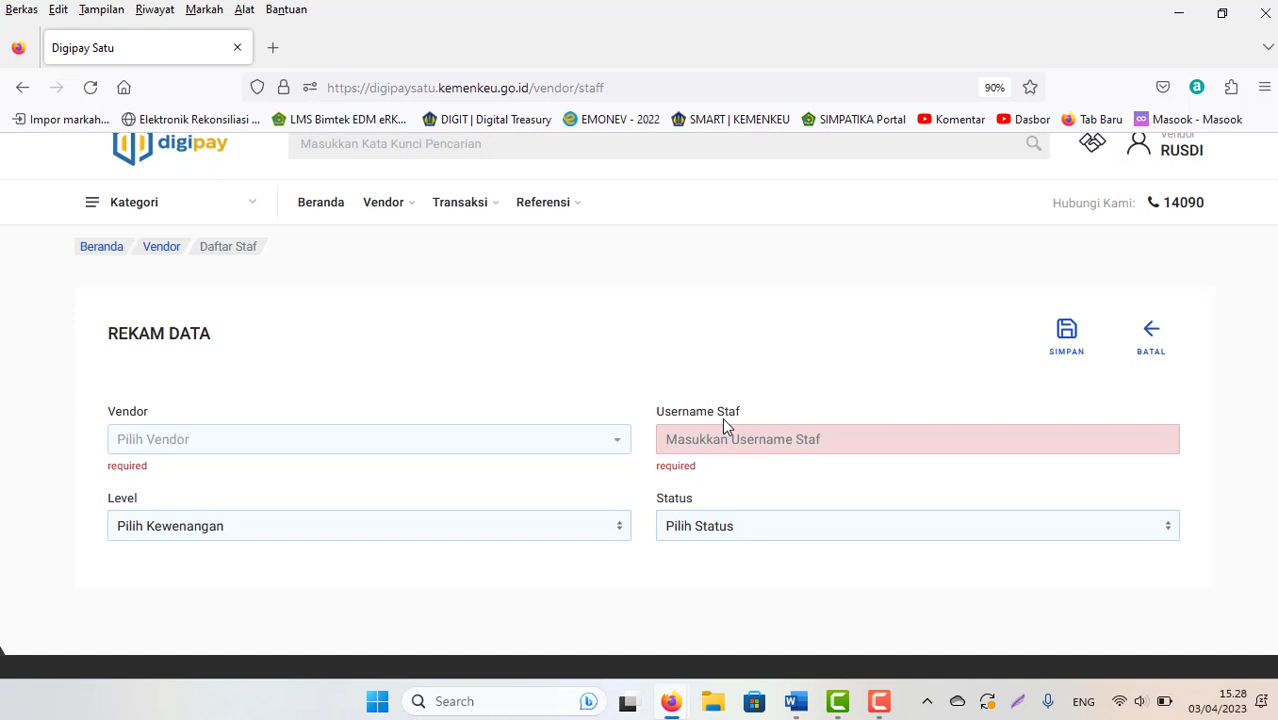 Berkas Edit Tampilan Riwayat Markah Alat Bantuan
Digipay Satu
https://digipaysatu.kemenkeu.go.id/vendor/staff 90%
Impor markah... Elektronik Rekonsiliasi ... LMS Bimtek EDM eRK... DIGIT | Digital Treasury EMONEV - 2022 SMART | KEMENKEU SIMPATIKA Portal Komentar Dasbor Tab Baru Masook - Masook
digipay Masukkan Kata Kunci Pencarian Vendor
RUSDI
Kategori Beranda Vendor Transaksi Referensi Hubungi Kami: 14090
Beranda Vendor Daftar Staf
REKAM DATA
SIMPAN BATAL
Vendor Username Staf
Pilih Vendor Masukkan Username Staf
required required
Level Status
Pilih Kewenangan Pilih Status
Search ENG 15.28
03/04/2023